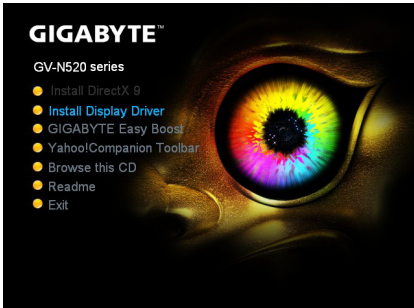 GIGABYTE™
GV-N520 series
Install DirectX 9
Install Display Driver
GIGABYTE Easy Boost
Yahoo!Companion Toolbar
Browse this CD
Readme
Exit